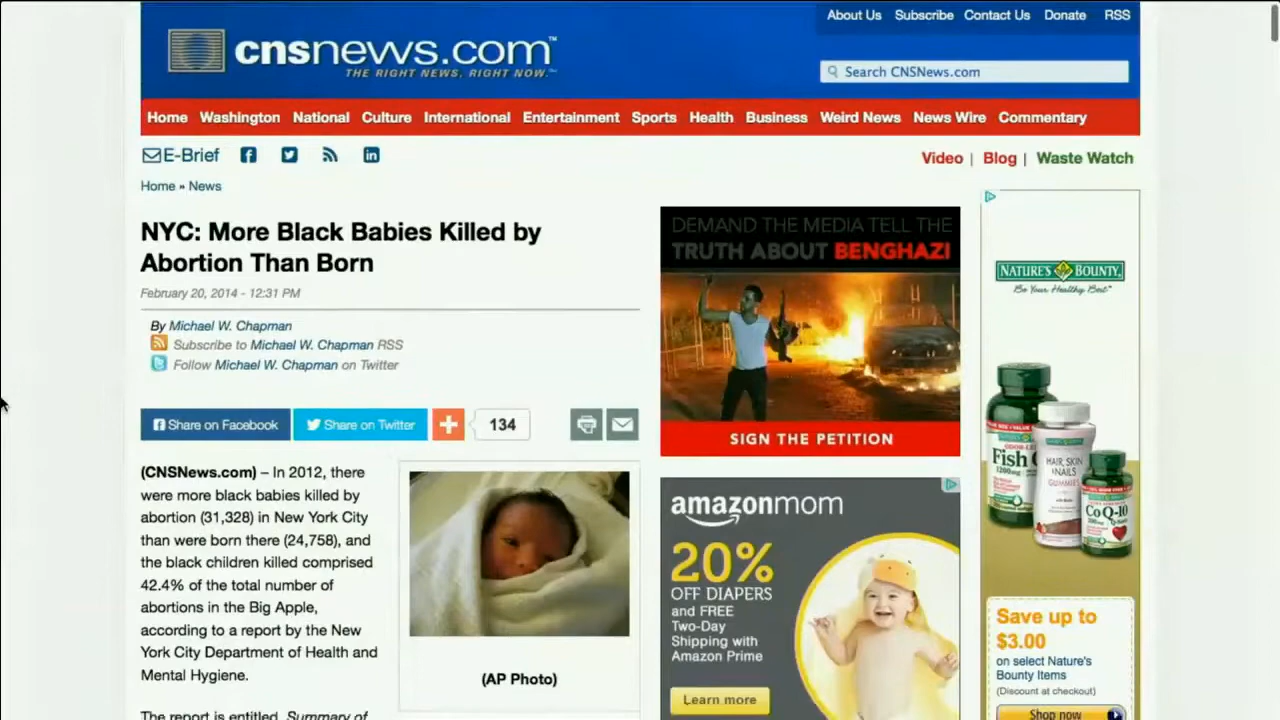 About Us Subscribe Contact Us Donate RSS
cnsnews.com™
THE RIGHT NEWS, RIGHT NOW.™
Search CNSNews.com
Home Washington National Culture International Entertainment Sports Health Business Weird News News Wire Commentary
E-Brief
Video | Blog | Waste Watch
Home » News
NYC: More Black Babies Killed by
Abortion Than Born
February 20, 2014 - 12:31 PM
By Michael W. Chapman
Subscribe to Michael W. Chapman RSS
Follow Michael W. Chapman on Twitter
Share on Facebook Share on Twitter 134
(CNSNews.com) – In 2012, there
were more black babies killed by
abortion (31,328) in New York City
than were born there (24,758), and
the black children killed comprised
42.4% of the total number of
abortions in the Big Apple,
according to a report by the New
York City Department of Health and
Mental Hygiene.
The report is entitled, Summary of
(AP Photo)
DEMAND THE MEDIA TELL THE
TRUTH ABOUT BENGHAZI
SIGN THE PETITION
amazonmom
20%
OFF DIAPERS
and FREE
Two-Day
Shipping with
Amazon Prime
Learn more
NATURE'S BOUNTY
Be Your Healthy Best
Fish
HAIR, SKIN
& NAILS
GUMMIES
CoQ-10
Save up to
$3.00
on select Nature's
Bounty Items
(Discount at checkout)
Shop now